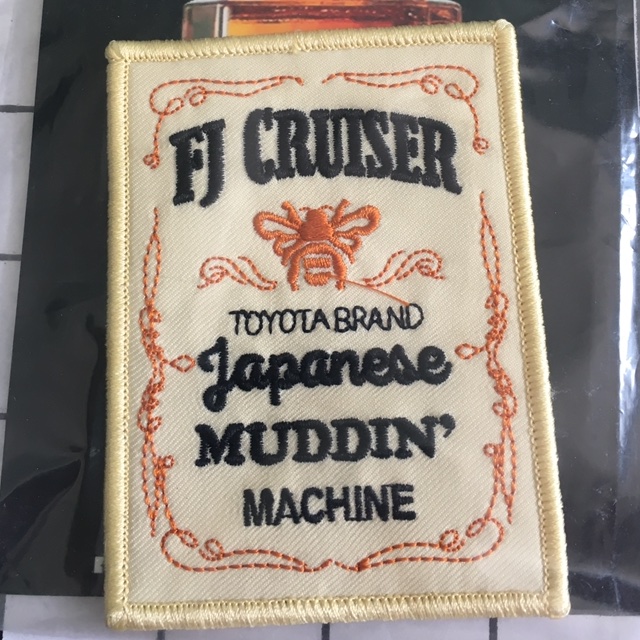 FJ CRUISER
TOYOTA BRAND
Japanese
MUDDIN'
MACHINE